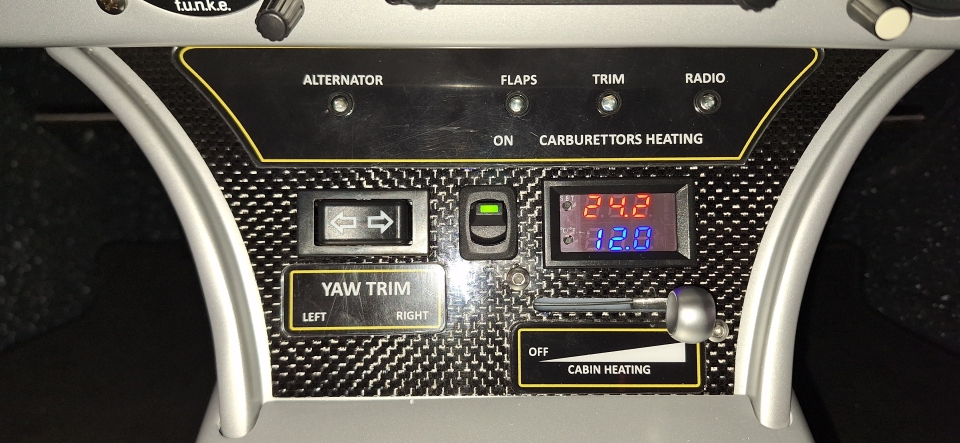 f.u.n.k.e.
ALTERNATOR FLAPS TRIM RADIO
ON CARBURETTORS HEATING
24.2
12.0
YAW TRIM
LEFT RIGHT
OFF
CABIN HEATING